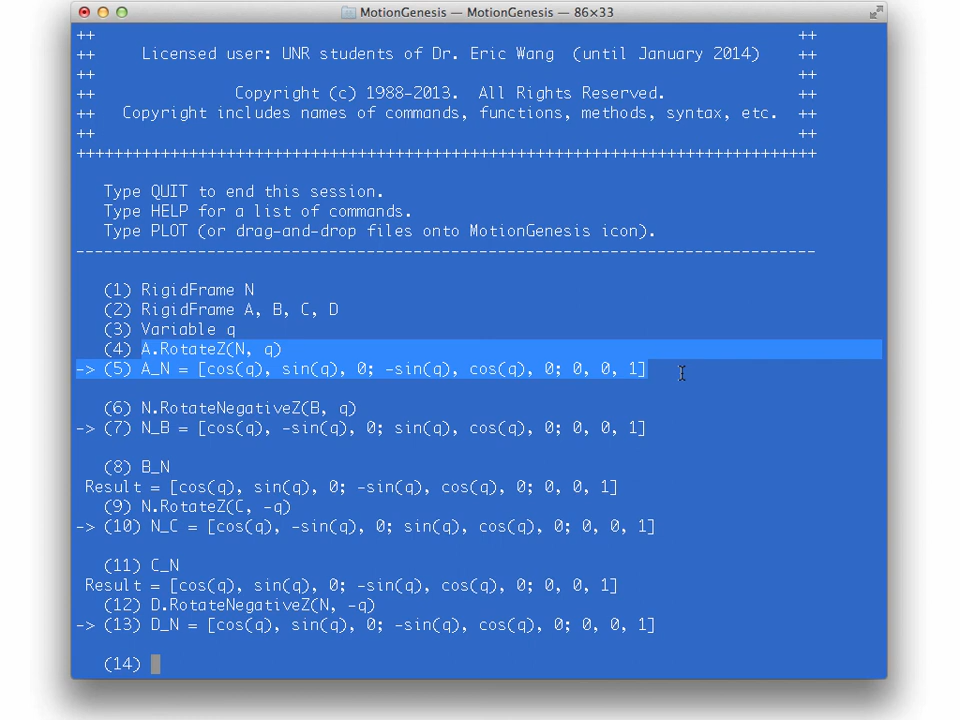 MotionGenesis — MotionGenesis — 86×33
++ ++
++ Licensed user: UNR students of Dr. Eric Wang (until January 2014) ++
++ ++
++ Copyright (c) 1988-2013. All Rights Reserved. ++
++ Copyright includes names of commands, functions, methods, syntax, etc. ++
++ ++
+++++++++++++++++++++++++++++++++++++++++++++++++++++++++++++++++++++++++++++++
Type QUIT to end this session.
Type HELP for a list of commands.
Type PLOT (or drag-and-drop files onto MotionGenesis icon).
-------------------------------------------------------------------------------
(1) RigidFrame N
(2) RigidFrame A, B, C, D
(3) Variable q
(4) A.RotateZ(N, q)
-> (5) A_N = [cos(q), sin(q), 0; -sin(q), cos(q), 0; 0, 0, 1]
(6) N.RotateNegativeZ(B, q)
-> (7) N_B = [cos(q), -sin(q), 0; sin(q), cos(q), 0; 0, 0, 1]
(8) B_N
Result = [cos(q), sin(q), 0; -sin(q), cos(q), 0; 0, 0, 1]
(9) N.RotateZ(C, -q)
-> (10) N_C = [cos(q), -sin(q), 0; sin(q), cos(q), 0; 0, 0, 1]
(11) C_N
Result = [cos(q), sin(q), 0; -sin(q), cos(q), 0; 0, 0, 1]
(12) D.RotateNegativeZ(N, -q)
-> (13) D_N = [cos(q), sin(q), 0; -sin(q), cos(q), 0; 0, 0, 1]
(14)